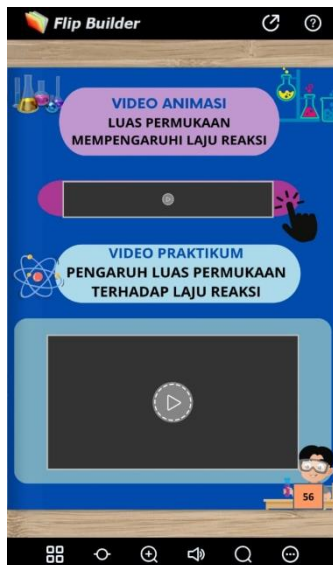 Flip Builder
VIDEO ANIMASI
LUAS PERMUKAAN
MEMPENGARUHI LAJU REAKSI
VIDEO PRAKTIKUM
PENGARUH LUAS PERMUKAAN
TERHADAP LAJU REAKSI
56